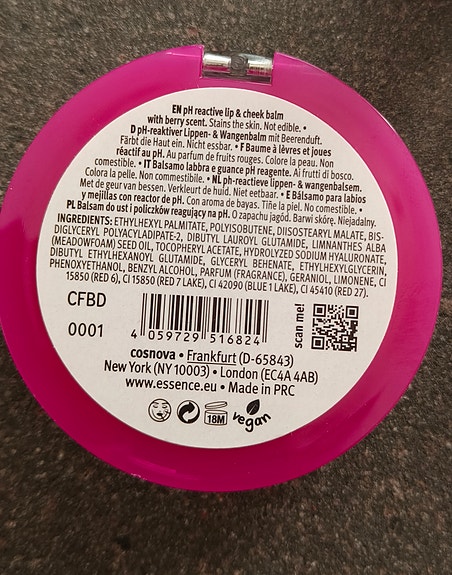 EN pH reactive lip & cheek balm
with berry scent. Stains the skin. Not edible. •
D pH-reaktiver Lippen- & Wangenbalm mit Beerenduft.
Färbt die Haut ein. Nicht essbar. • F Baume à lèvres et joues
réactif au pH. Au parfum de fruits rouges. Colore la peau. Non
comestible. • IT Balsamo labbra e guance pH reagente. Ai frutti di bosco.
Colora la pelle. Non commestibile. • NL ph-reactieve lippen- & wangenbalsem.
Met de geur van bessen. Verkleurt de huid. Niet eetbaar. • E Bálsamo para labios
y mejillas con reactor de pH. Con aroma de bayas. Tiñe la piel. No comestible. •
PL Balsam do ust i policzków reagujący na pH. O zapachu jagód. Barwi skórę. Niejadalny.
INGREDIENTS: ETHYLHEXYL PALMITATE, POLYISOBUTENE, DIISOSTEARYL MALATE, BIS-
DIGLYCERYL POLYACYLADIPATE-2, DIBUTYL LAUROYL GLUTAMIDE, LIMNANTHES ALBA
(MEADOWFOAM) SEED OIL, TOCOPHERYL ACETATE, HYDROLYZED SODIUM HYALURONATE,
DIBUTYL ETHYLHEXANOYL GLUTAMIDE, GLYCERYL BEHENATE, ETHYLHEXYLGLYCERIN,
PHENOXYETHANOL, BENZYL ALCOHOL, PARFUM (FRAGRANCE), GERANIOL, LIMONENE, CI
15850 (RED 6), CI 15850 (RED 7 LAKE), CI 42090 (BLUE 1 LAKE), CI 45410 (RED 27).
CFBD
0001
4 059729 516824
scan me!
cosnova • Frankfurt (D-65843)
New York (NY 10003) • London (EC4A 4AB)
www.essence.eu • Made in PRC
18M
vegan